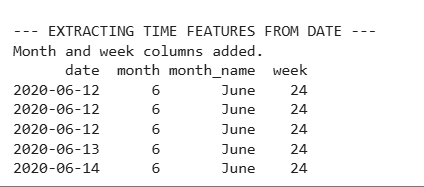 --- EXTRACTING TIME FEATURES FROM DATE ---
Month and week columns added.
date month month_name week
2020-06-12 6 June 24
2020-06-12 6 June 24
2020-06-12 6 June 24
2020-06-13 6 June 24
2020-06-14 6 June 24